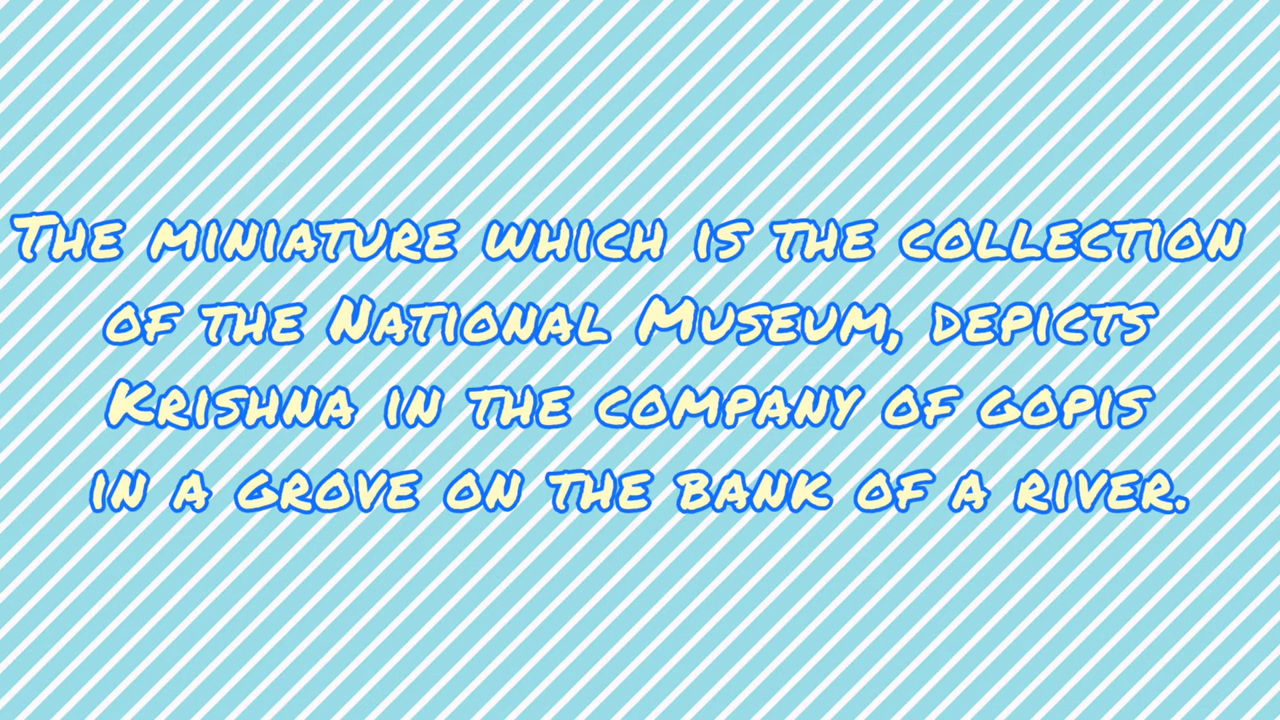 The miniature which is the collection
of the National Museum, depicts
Krishna in the company of gopis
in a grove on the bank of a river.